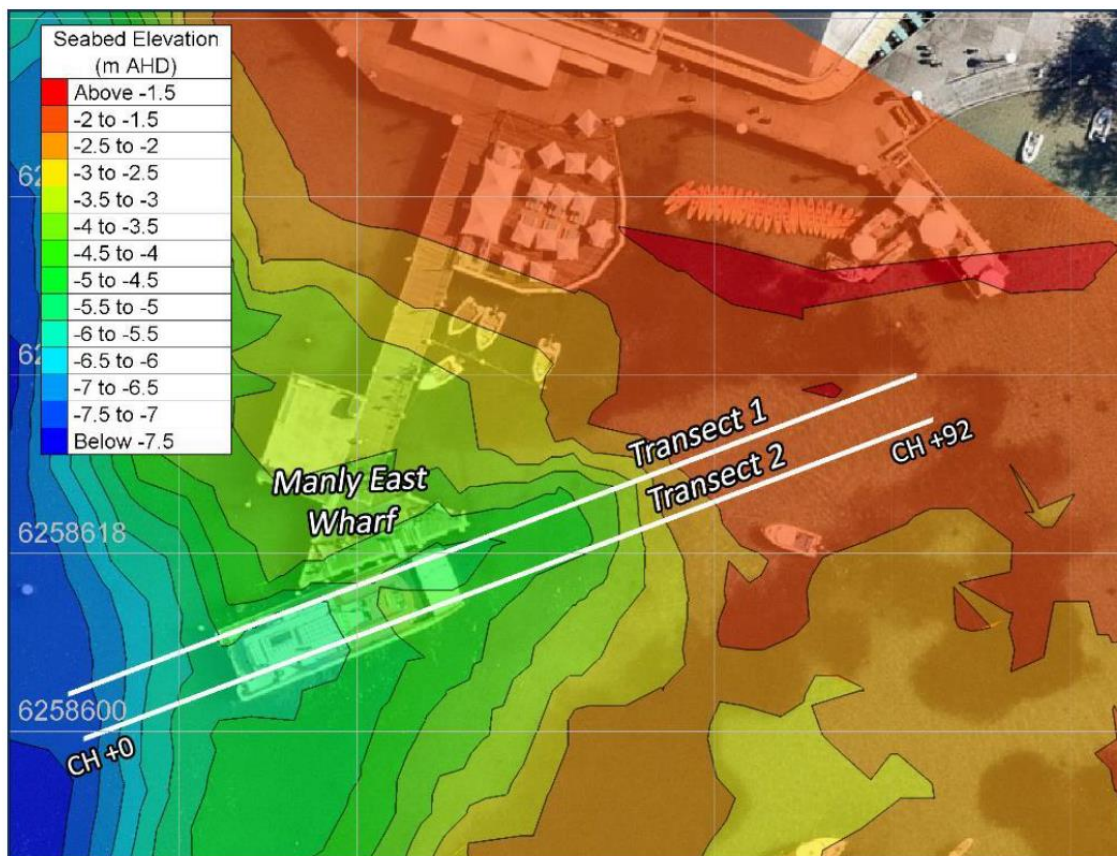 Seabed Elevation
(m AHD)
Above -1.5
-2 to -1.5
-2.5 to -2
-3 to -2.5
-3.5 to -3
-4 to -3.5
-4.5 to -4
-5 to -4.5
-5.5 to -5
-6 to -5.5
-6.5 to -6
-7 to -6.5
-7.5 to -7
Below -7.5
Transect 1
Transect 2
CH +92
Manly East
Wharf
6258618
6258600
CH +0